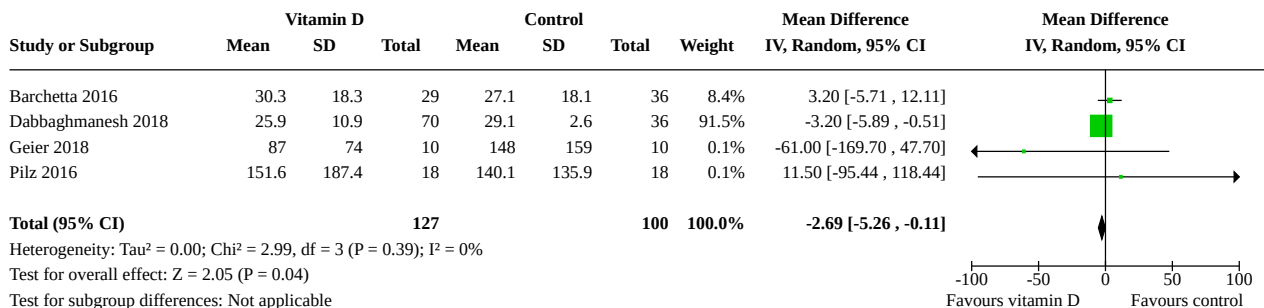 Vitamin D Control Mean Difference Mean Difference
Study or Subgroup Mean SD Total Mean SD Total Weight IV, Random, 95% CI IV, Random, 95% CI
Barchetta 2016 30.3 18.3 29 27.1 18.1 36 8.4% 3.20 [-5.71 , 12.11]
Dabbaghmanesh 2018 25.9 10.9 70 29.1 2.6 36 91.5% -3.20 [-5.89 , -0.51]
Geier 2018 87 74 10 148 159 10 0.1% -61.00 [-169.70 , 47.70]
Pilz 2016 151.6 187.4 18 140.1 135.9 18 0.1% 11.50 [-95.44 , 118.44]
Total (95% CI) 127 100 100.0% -2.69 [-5.26 , -0.11]
Heterogeneity: Tau² = 0.00; Chi² = 2.99, df = 3 (P = 0.39); I² = 0%
Test for overall effect: Z = 2.05 (P = 0.04) -100 -50 0 50 100
Test for subgroup differences: Not applicable Favours vitamin D Favours control